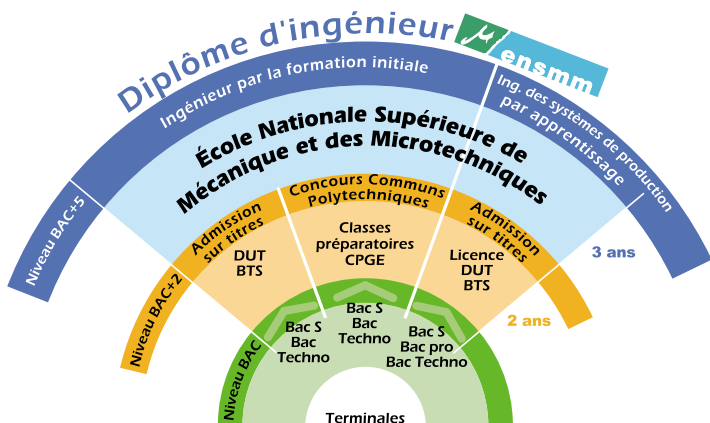 Diplôme d'ingénieur
µ
ensmm
Ingénieur par la formation initiale
Ing. des systèmes de production
par apprentissage
École Nationale Supérieure de
Mécanique et des Microtechniques
Niveau BAC+5
3 ans
Admission
sur titres
Concours Communs
Polytechniques
Admission
sur titres
DUT
BTS
Classes
préparatoires
CPGE
Licence
DUT
BTS
Niveau BAC+2
2 ans
Bac S
Bac
Techno
Bac S
Bac
Techno
Bac S
Bac pro
Bac Techno
Niveau BAC
Terminales